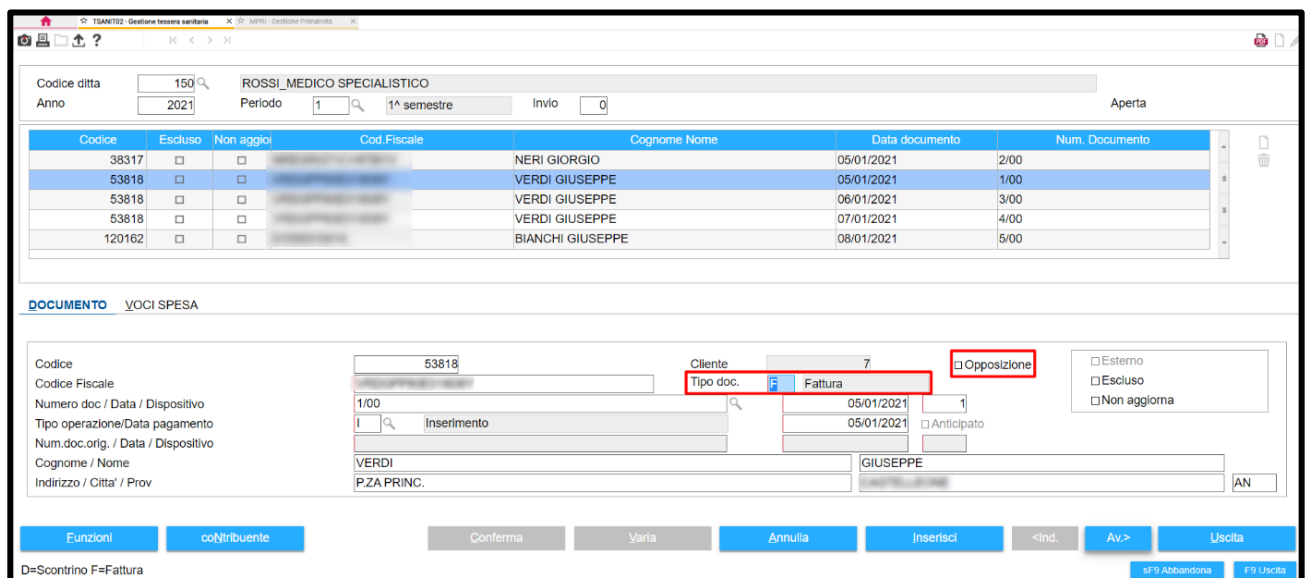 TSANIT02 - Gestione tessera sanitaria X MPRI - Gestione Primanota X
?
PDF
Codice ditta 150 ROSSI_MEDICO SPECIALISTICO
Anno 2021 Periodo 1 1^ semestre Invio 0 Aperta
Codice Escluso Non aggior Cod.Fiscale Cognome Nome Data documento Num. Documento
38317 NERI GIORGIO 05/01/2021 2/00
53818 VERDI GIUSEPPE 05/01/2021 1/00
53818 VERDI GIUSEPPE 06/01/2021 3/00
53818 VERDI GIUSEPPE 07/01/2021 4/00
120162 BIANCHI GIUSEPPE 08/01/2021 5/00
DOCUMENTO VOCI SPESA
Codice 53818 Cliente 7 Opposizione Esterno
Codice Fiscale Tipo doc. F Fattura Escluso
Numero doc / Data / Dispositivo 1/00 05/01/2021 1 Non aggiorna
Tipo operazione/Data pagamento I Inserimento 05/01/2021 Anticipato
Num.doc.orig. / Data / Dispositivo
Cognome / Nome VERDI GIUSEPPE
Indirizzo / Citta' / Prov P.ZA PRINC. AN
Funzioni coNtribuente Conferma Varia Annulla Inserisci <Ind. Av.> Uscita
D=Scontrino F=Fattura sF9 Abbandona F9 Uscita